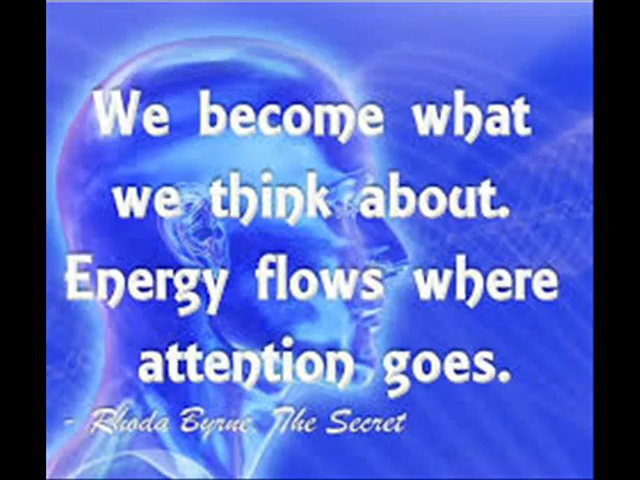 We become what
we think about.
Energy flows where
attention goes.
- Rhoda Byrne, The Secret